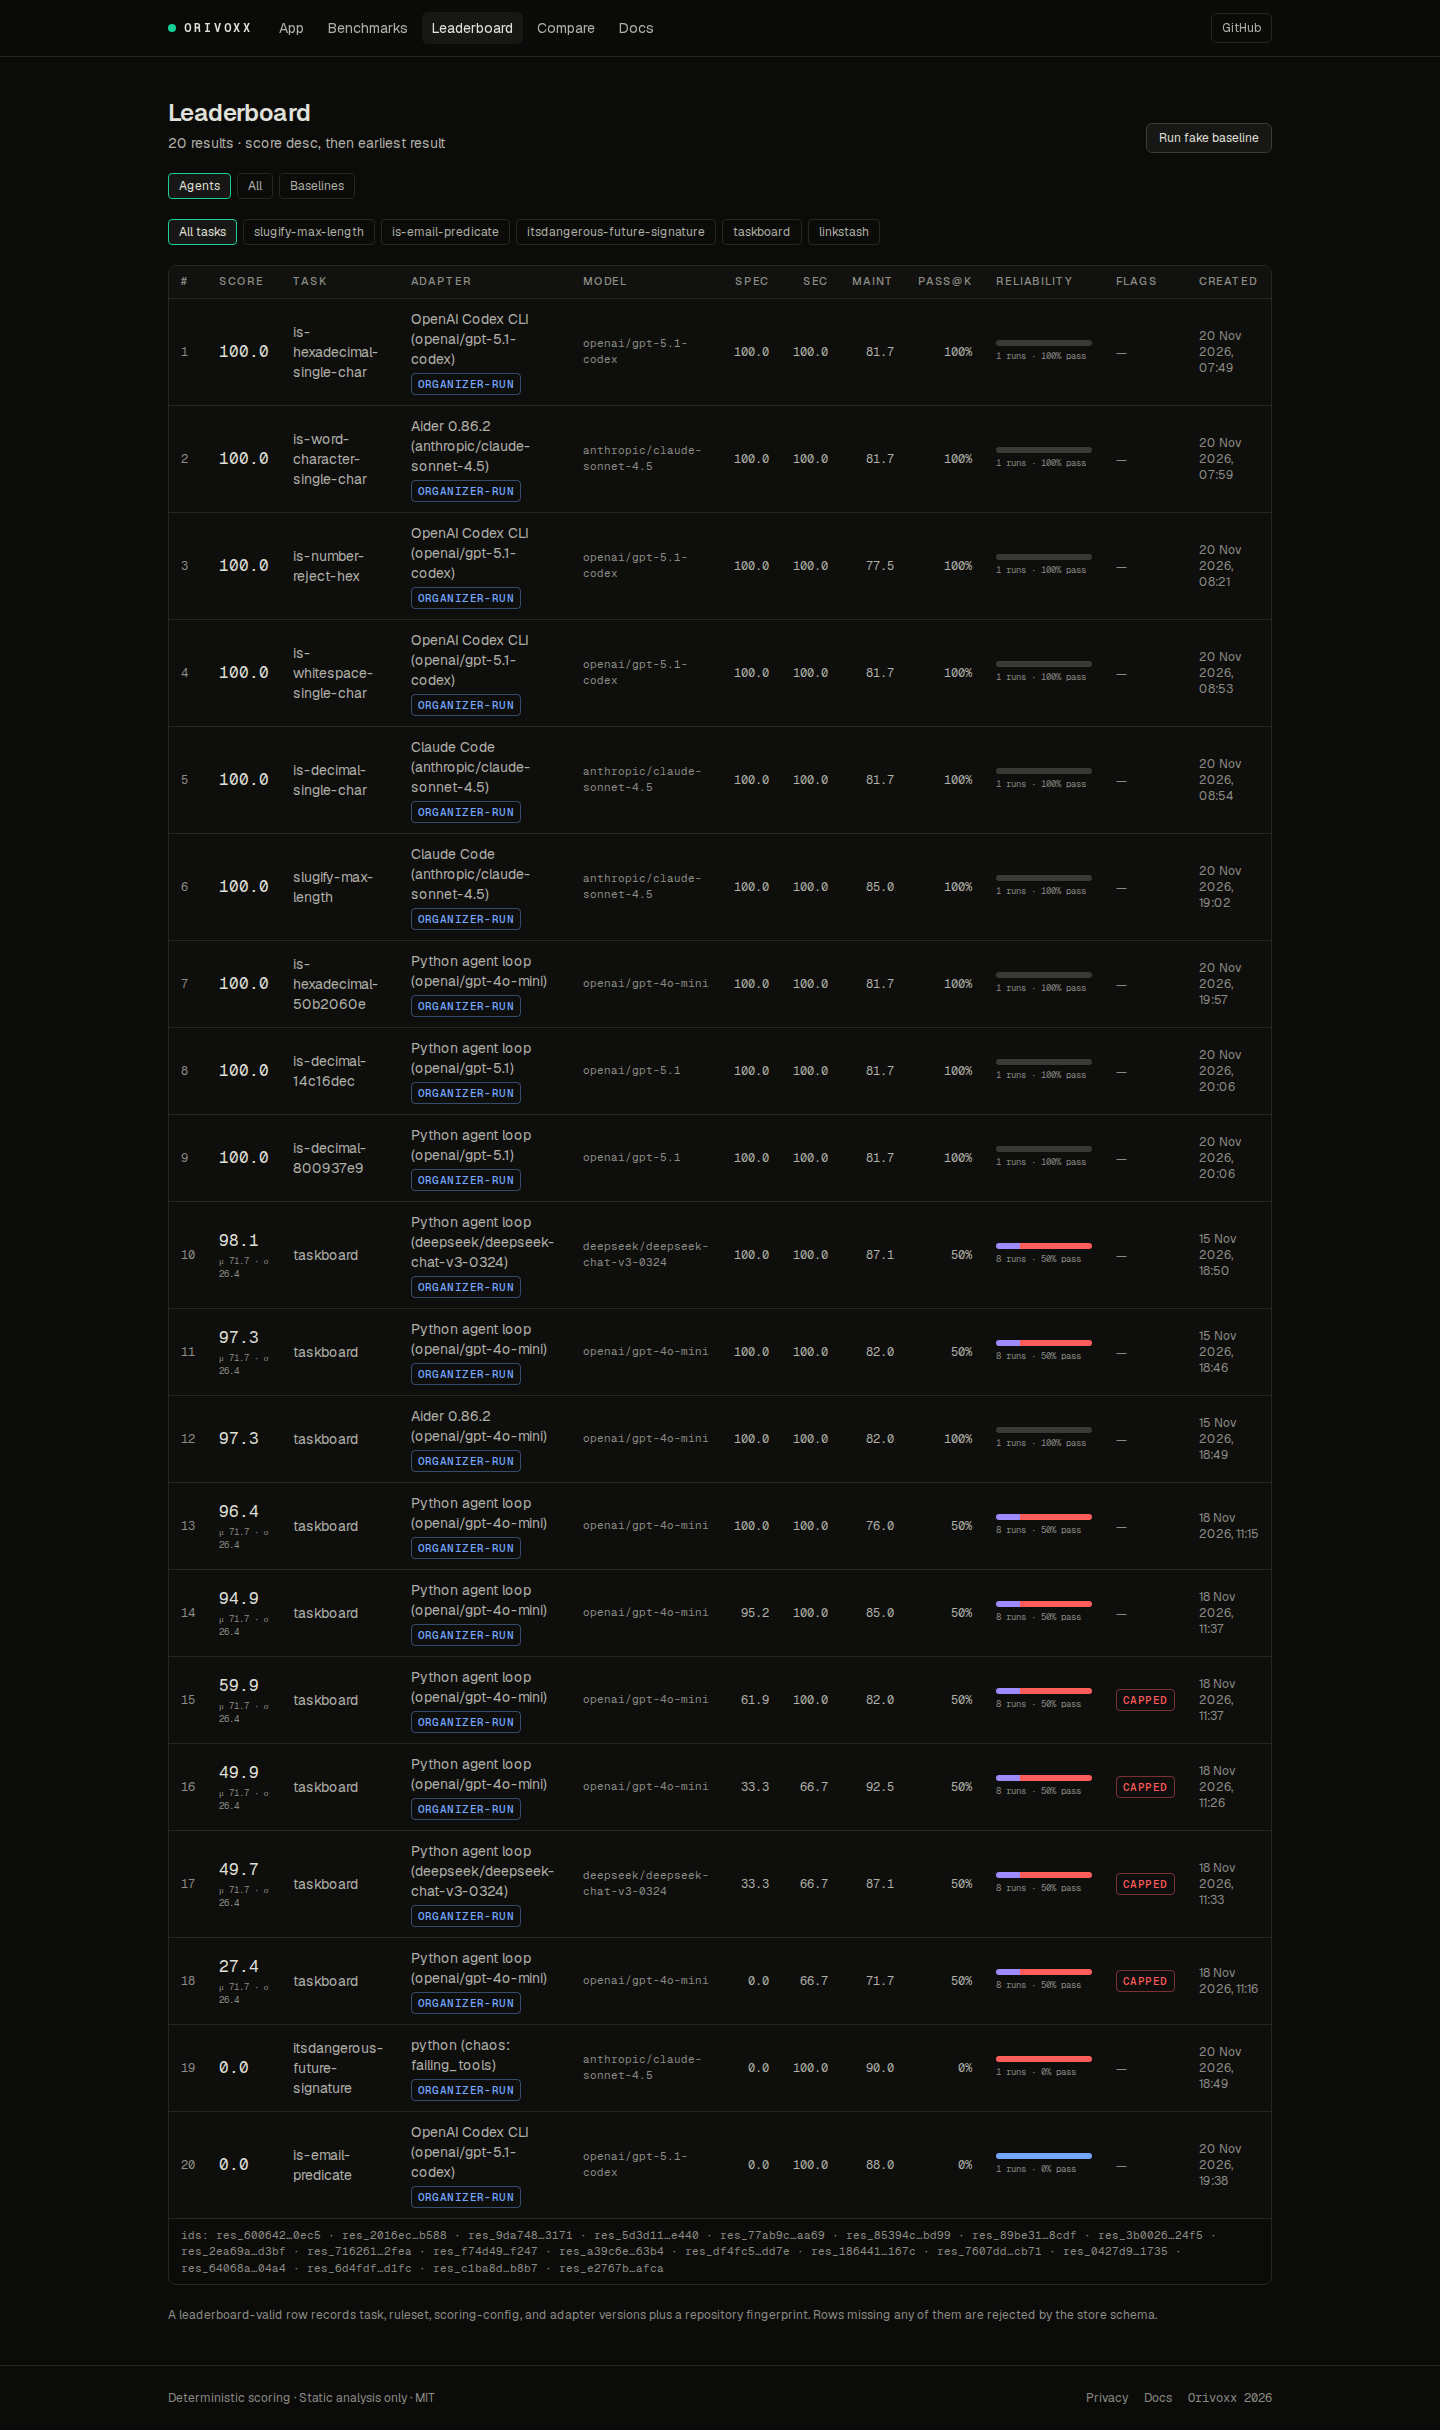 ORIVOXX App Benchmarks Leaderboard Compare Docs GitHub
Leaderboard
20 results · score desc, then earliest result
Run fake baseline
Agents All Baselines
All tasks slugify-max-length is-email-predicate itsdangerous-future-signature taskboard linkstash
# SCORE TASK ADAPTER MODEL SPEC SEC MAINT PASS@K RELIABILITY FLAGS CREATED
1 100.0 is-hexadecimal-single-char OpenAI Codex CLI (openai/gpt-5.1-codex) ORGANIZER-RUN openai/gpt-5.1-codex 100.0 100.0 81.7 100% 1 runs · 100% pass — 20 Nov 2026, 07:49
2 100.0 is-word-character-single-char Aider 0.86.2 (anthropic/claude-sonnet-4.5) ORGANIZER-RUN anthropic/claude-sonnet-4.5 100.0 100.0 81.7 100% 1 runs · 100% pass — 20 Nov 2026, 07:59
3 100.0 is-number-reject-hex OpenAI Codex CLI (openai/gpt-5.1-codex) ORGANIZER-RUN openai/gpt-5.1-codex 100.0 100.0 77.5 100% 1 runs · 100% pass — 20 Nov 2026, 08:21
4 100.0 is-whitespace-single-char OpenAI Codex CLI (openai/gpt-5.1-codex) ORGANIZER-RUN openai/gpt-5.1-codex 100.0 100.0 81.7 100% 1 runs · 100% pass — 20 Nov 2026, 08:53
5 100.0 is-decimal-single-char Claude Code (anthropic/claude-sonnet-4.5) ORGANIZER-RUN anthropic/claude-sonnet-4.5 100.0 100.0 81.7 100% 1 runs · 100% pass — 20 Nov 2026, 08:54
6 100.0 slugify-max-length Claude Code (anthropic/claude-sonnet-4.5) ORGANIZER-RUN anthropic/claude-sonnet-4.5 100.0 100.0 85.0 100% 1 runs · 100% pass — 20 Nov 2026, 19:02
7 100.0 is-hexadecimal-50b2060e Python agent loop (openai/gpt-4o-mini) ORGANIZER-RUN openai/gpt-4o-mini 100.0 100.0 81.7 100% 1 runs · 100% pass — 20 Nov 2026, 19:57
8 100.0 is-decimal-14c16dec Python agent loop (openai/gpt-5.1) ORGANIZER-RUN openai/gpt-5.1 100.0 100.0 81.7 100% 1 runs · 100% pass — 20 Nov 2026, 20:06
9 100.0 is-decimal-800937e9 Python agent loop (openai/gpt-5.1) ORGANIZER-RUN openai/gpt-5.1 100.0 100.0 81.7 100% 1 runs · 100% pass — 20 Nov 2026, 20:06
10 98.1 μ 71.7 · σ 26.4 taskboard Python agent loop (deepseek/deepseek-chat-v3-0324) ORGANIZER-RUN deepseek/deepseek-chat-v3-0324 100.0 100.0 87.1 50% 8 runs · 50% pass — 15 Nov 2026, 18:50
11 97.3 μ 71.7 · σ 26.4 taskboard Python agent loop (openai/gpt-4o-mini) ORGANIZER-RUN openai/gpt-4o-mini 100.0 100.0 82.0 50% 8 runs · 50% pass — 15 Nov 2026, 18:46
12 97.3 taskboard Aider 0.86.2 (openai/gpt-4o-mini) ORGANIZER-RUN openai/gpt-4o-mini 100.0 100.0 82.0 100% 1 runs · 100% pass — 15 Nov 2026, 18:49
13 96.4 μ 71.7 · σ 26.4 taskboard Python agent loop (openai/gpt-4o-mini) ORGANIZER-RUN openai/gpt-4o-mini 100.0 100.0 76.0 50% 8 runs · 50% pass — 18 Nov 2026, 11:15
14 94.9 μ 71.7 · σ 26.4 taskboard Python agent loop (openai/gpt-4o-mini) ORGANIZER-RUN openai/gpt-4o-mini 95.2 100.0 85.0 50% 8 runs · 50% pass — 18 Nov 2026, 11:37
15 59.9 μ 71.7 · σ 26.4 taskboard Python agent loop (openai/gpt-4o-mini) ORGANIZER-RUN openai/gpt-4o-mini 61.9 100.0 82.0 50% 8 runs · 50% pass CAPPED 18 Nov 2026, 11:37
16 49.9 μ 71.7 · σ 26.4 taskboard Python agent loop (openai/gpt-4o-mini) ORGANIZER-RUN openai/gpt-4o-mini 33.3 66.7 92.5 50% 8 runs · 50% pass CAPPED 18 Nov 2026, 11:26
17 49.7 μ 71.7 · σ 26.4 taskboard Python agent loop (deepseek/deepseek-chat-v3-0324) ORGANIZER-RUN deepseek/deepseek-chat-v3-0324 33.3 66.7 87.1 50% 8 runs · 50% pass CAPPED 18 Nov 2026, 11:33
18 27.4 μ 71.7 · σ 26.4 taskboard Python agent loop (openai/gpt-4o-mini) ORGANIZER-RUN openai/gpt-4o-mini 0.0 66.7 71.7 50% 8 runs · 50% pass CAPPED 18 Nov 2026, 11:16
19 0.0 itsdangerous-future-signature python (chaos: failing_tools) ORGANIZER-RUN anthropic/claude-sonnet-4.5 0.0 100.0 90.0 0% 1 runs · 0% pass — 20 Nov 2026, 18:49
20 0.0 is-email-predicate OpenAI Codex CLI (openai/gpt-5.1-codex) ORGANIZER-RUN openai/gpt-5.1-codex 0.0 100.0 88.0 0% 1 runs · 0% pass — 20 Nov 2026, 19:38
ids: res_600642…0ec5 · res_2016ec…b588 · res_9da748…3171 · res_5d3d11…e440 · res_77ab9c…aa69 · res_85394c…bd99 · res_89be31…8cdf · res_3b0026…24f5 ·
res_2ea69a…d3bf · res_716261…2fea · res_f74d49…f247 · res_a39c6e…63b4 · res_df4fc5…dd7e · res_186441…167c · res_7607dd…cb71 · res_0427d9…1735 ·
res_64068a…04a4 · res_6d4fdf…d1fc · res_c1ba8d…b8b7 · res_e2767b…afca
A leaderboard-valid row records task, ruleset, scoring-config, and adapter versions plus a repository fingerprint. Rows missing any of them are rejected by the store schema.
Deterministic scoring · Static analysis only · MIT
Privacy Docs Orivoxx 2026